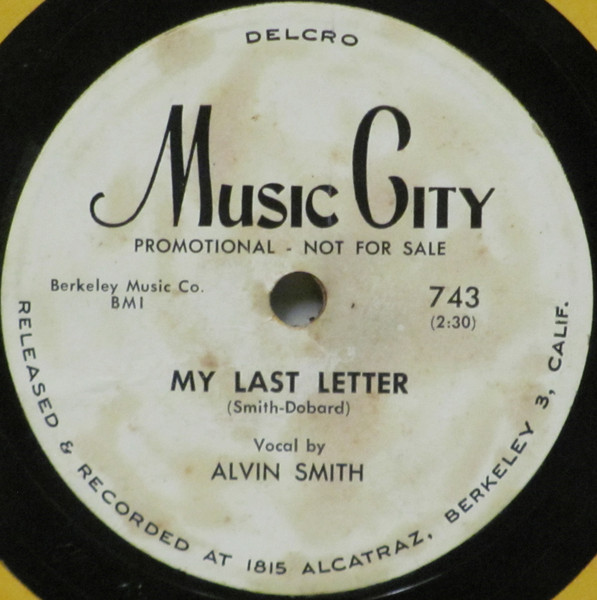 DELCRO
MUSIC CITY
PROMOTIONAL - NOT FOR SALE
Berkeley Music Co.
BMI
743
(2:30)
MY LAST LETTER
(Smith-Dobard)
Vocal by
ALVIN SMITH
RELEASED & RECORDED AT 1815 ALCATRAZ, BERKELEY 3, CALIF.